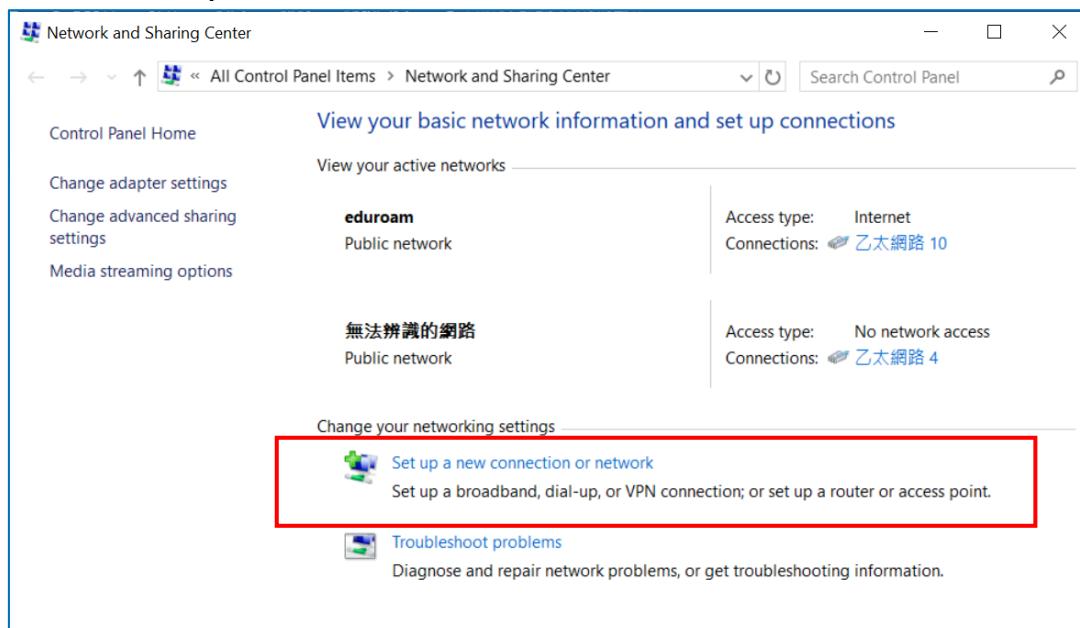 Network and Sharing Center
« All Control Panel Items > Network and Sharing Center
Search Control Panel
Control Panel Home
Change adapter settings
Change advanced sharing
settings
Media streaming options
View your basic network information and set up connections
View your active networks
eduroam
Public network
Access type: Internet
Connections: 乙太網路 10
無法辨識的網路
Public network
Access type: No network access
Connections: 乙太網路 4
Change your networking settings
Set up a new connection or network
Set up a broadband, dial-up, or VPN connection; or set up a router or access point.
Troubleshoot problems
Diagnose and repair network problems, or get troubleshooting information.